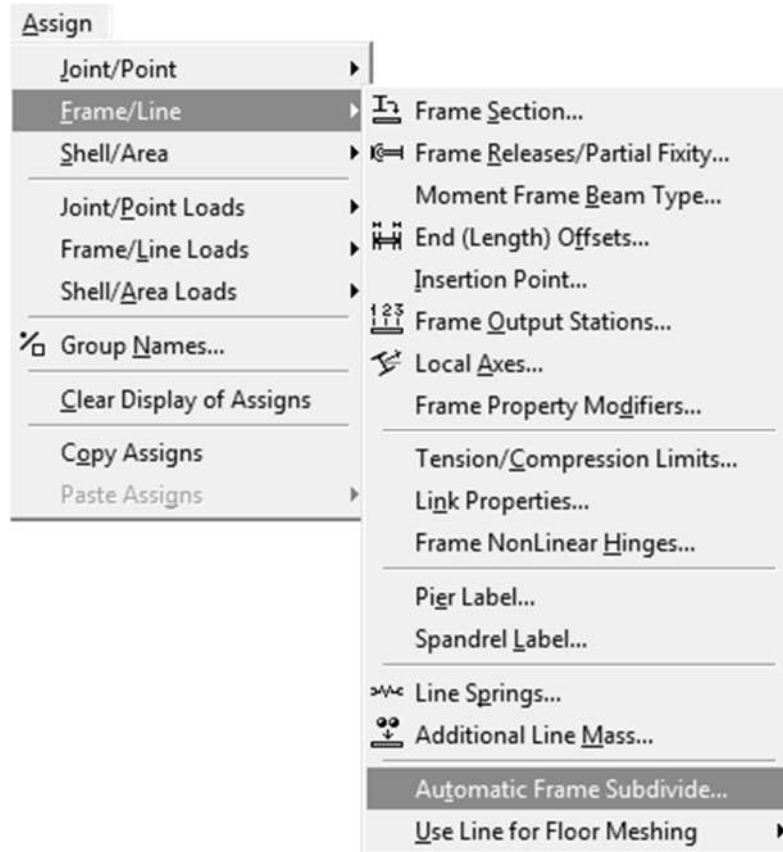 Assign
Joint/Point
Frame/Line
Shell/Area
Joint/Point Loads
Frame/Line Loads
Shell/Area Loads
Group Names...
Clear Display of Assigns
Copy Assigns
Paste Assigns
Frame Section...
Frame Releases/Partial Fixity...
Moment Frame Beam Type...
End (Length) Offsets...
Insertion Point...
123
Frame Output Stations...
Local Axes...
Frame Property Modifiers...
Tension/Compression Limits...
Link Properties...
Frame NonLinear Hinges...
Pier Label...
Spandrel Label...
Line Springs...
Additional Line Mass...
Automatic Frame Subdivide...
Use Line for Floor Meshing